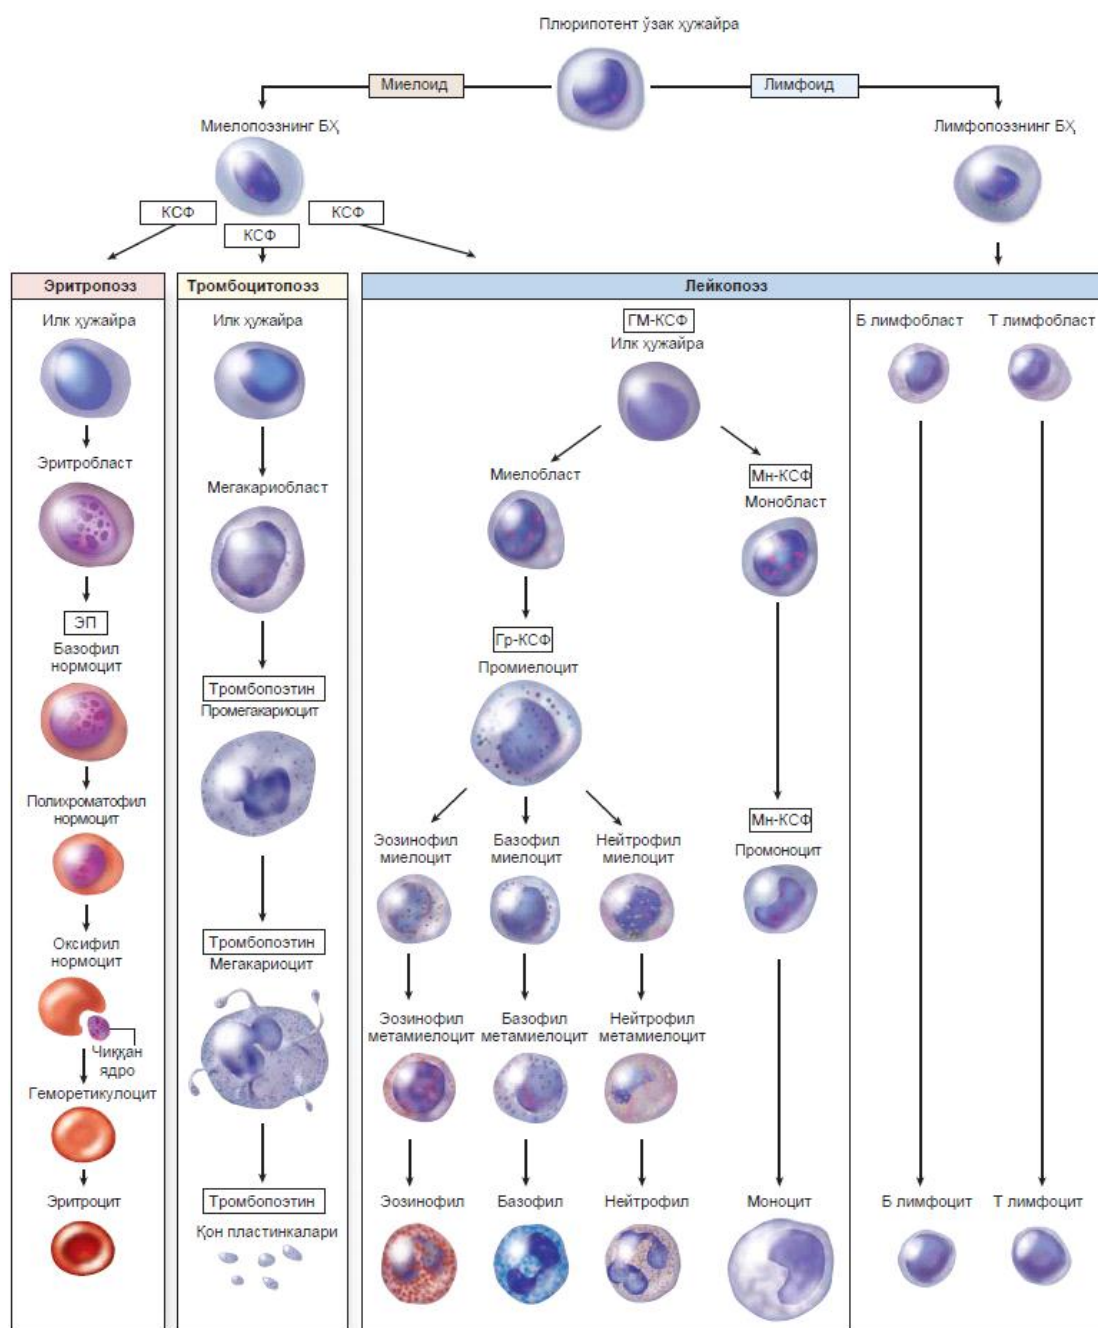 Плюрипотент ўзак ҳужайра
Миелоид
Лимфоид
Миелопоэзнинг БҲ
Лимфопоэзнинг БҲ
КСФ
КСФ
КСФ
Эритропоэз
Илк ҳужайра
Эритробласт
ЭП
Базофил
нормоцит
Полихроматофил
нормоцит
Оксифил
нормоцит
Чиққан
ядро
Геморетикулоцит
Эритроцит
Тромбоцитопоэз
Илк ҳужайра
Мегакариобласт
Тромбопоэтин
Промегакариоцит
Тромбопоэтин
Мегакариоцит
Тромбопоэтин
Қон пластинкалари
Лейкопоэз
ГМ-КСФ
Илк ҳужайра
Миелобласт
Гр-КСФ
Промиелоцит
Эозинофил
миелоцит
Базофил
миелоцит
Нейтрофил
миелоцит
Эозинофил
метамиелоцит
Базофил
метамиелоцит
Нейтрофил
метамиелоцит
Эозинофил
Базофил
Нейтрофил
Мн-КСФ
Монобласт
Мн-КСФ
Промоноцит
Моноцит
Б лимфобласт
Т лимфобласт
Б лимфоцит
Т лимфоцит